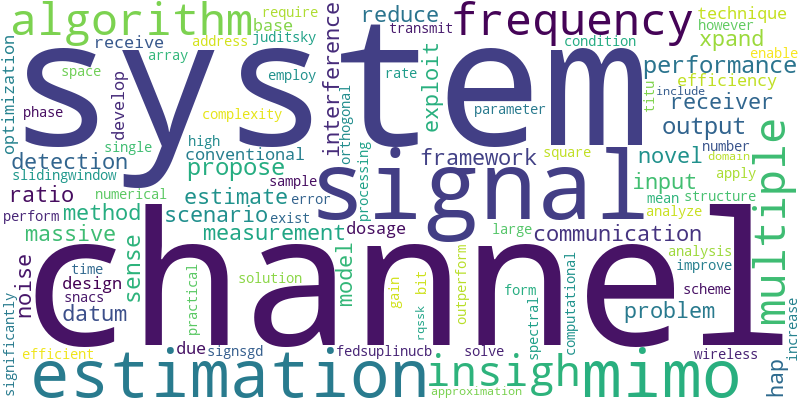 algorithm
require
base
juditsky
reduce
transmit
frequency
technique
however
xpand
condition
enable
optimization
receive
address
space
array
employ
rate
interference
exploit
performance
efficiency
receiver
titu
include
system
phase
develop
complexity
single
high
conventional
orthogonal
processing
parameter
output
number
domain
detection
slidingwindow
propose
framework
square
novel
apply
ratio
numerical
estimate
sample
error
signal
input
mean
structure
perform
method
scenario
exist
dosage
large
communication
analyze
multiple
massive
sense
measurement
model
noise
time
design
snacs
datum
practical
solution
gain
bit
outperform
form
spectral
computational
analysis
improve
scheme
problem
channel
significantly
efficient
due
signsgd
fedsuplinucb
rqssk
solve
approximation
wireless
hap
increase
estimation
insigh
mimo